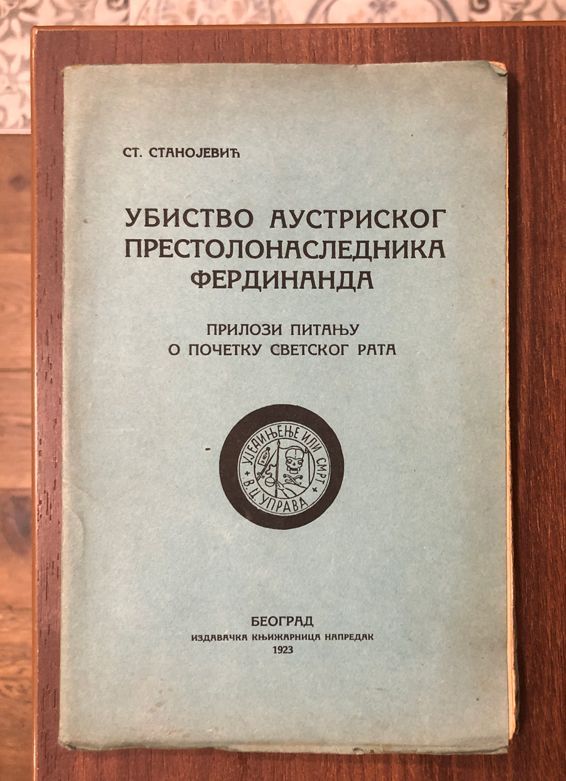 СТ. СТАНОЈЕВИЋ
УБИСТВО АУСТРИСКОГ
ПРЕСТОЛОНАСЛЕДНИКА
ФЕРДИНАНДА
ПРИЛОЗИ ПИТАЊУ
О ПОЧЕТКУ СВЕТСКОГ РАТА
УЈЕДИЊЕЊЕ ИЛИ СМРТ
В. Ц. УПРАВА
БЕОГРАД
ИЗДАВАЧКА КЊИЖАРНИЦА НАПРЕДАК
1923